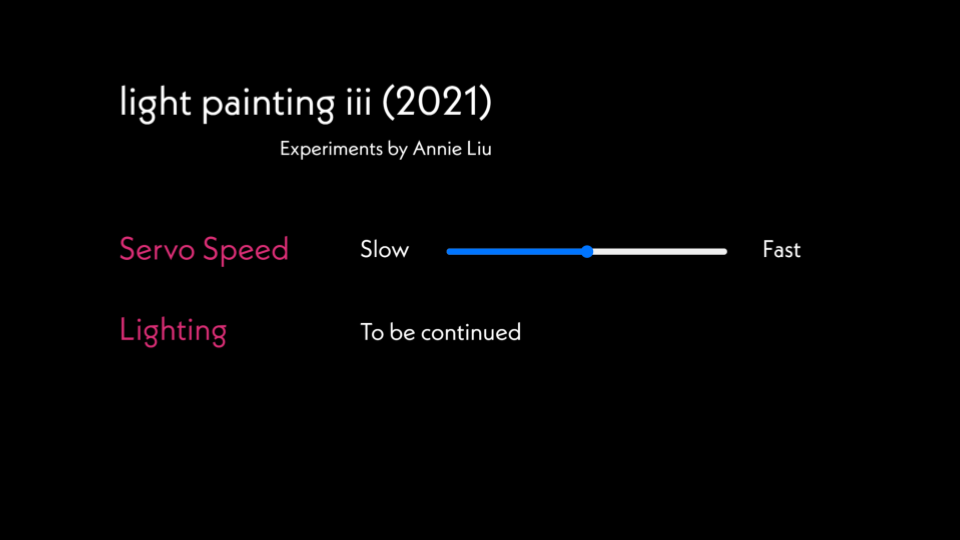 light painting iii (2021)
Experiments by Annie Liu
Servo Speed Slow Fast
Lighting To be continued